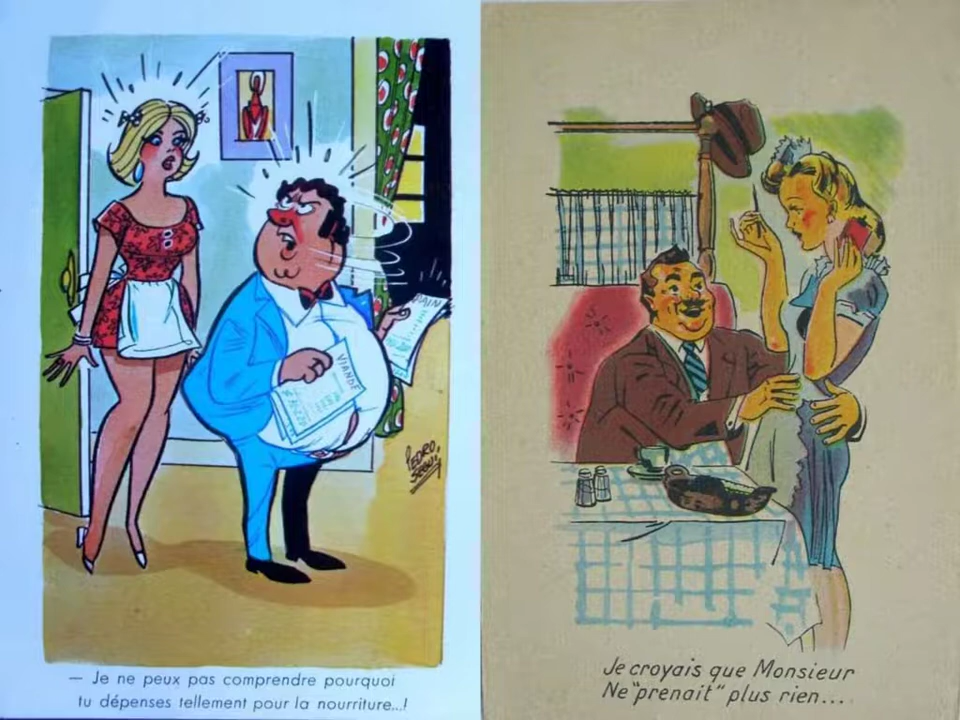 PAIN
VIANDE
PEDRO
— Je ne peux pas comprendre pourquoi
tu dépenses tellement pour la nourriture...!
Je croyais que Monsieur
Ne "prenait" plus rien...